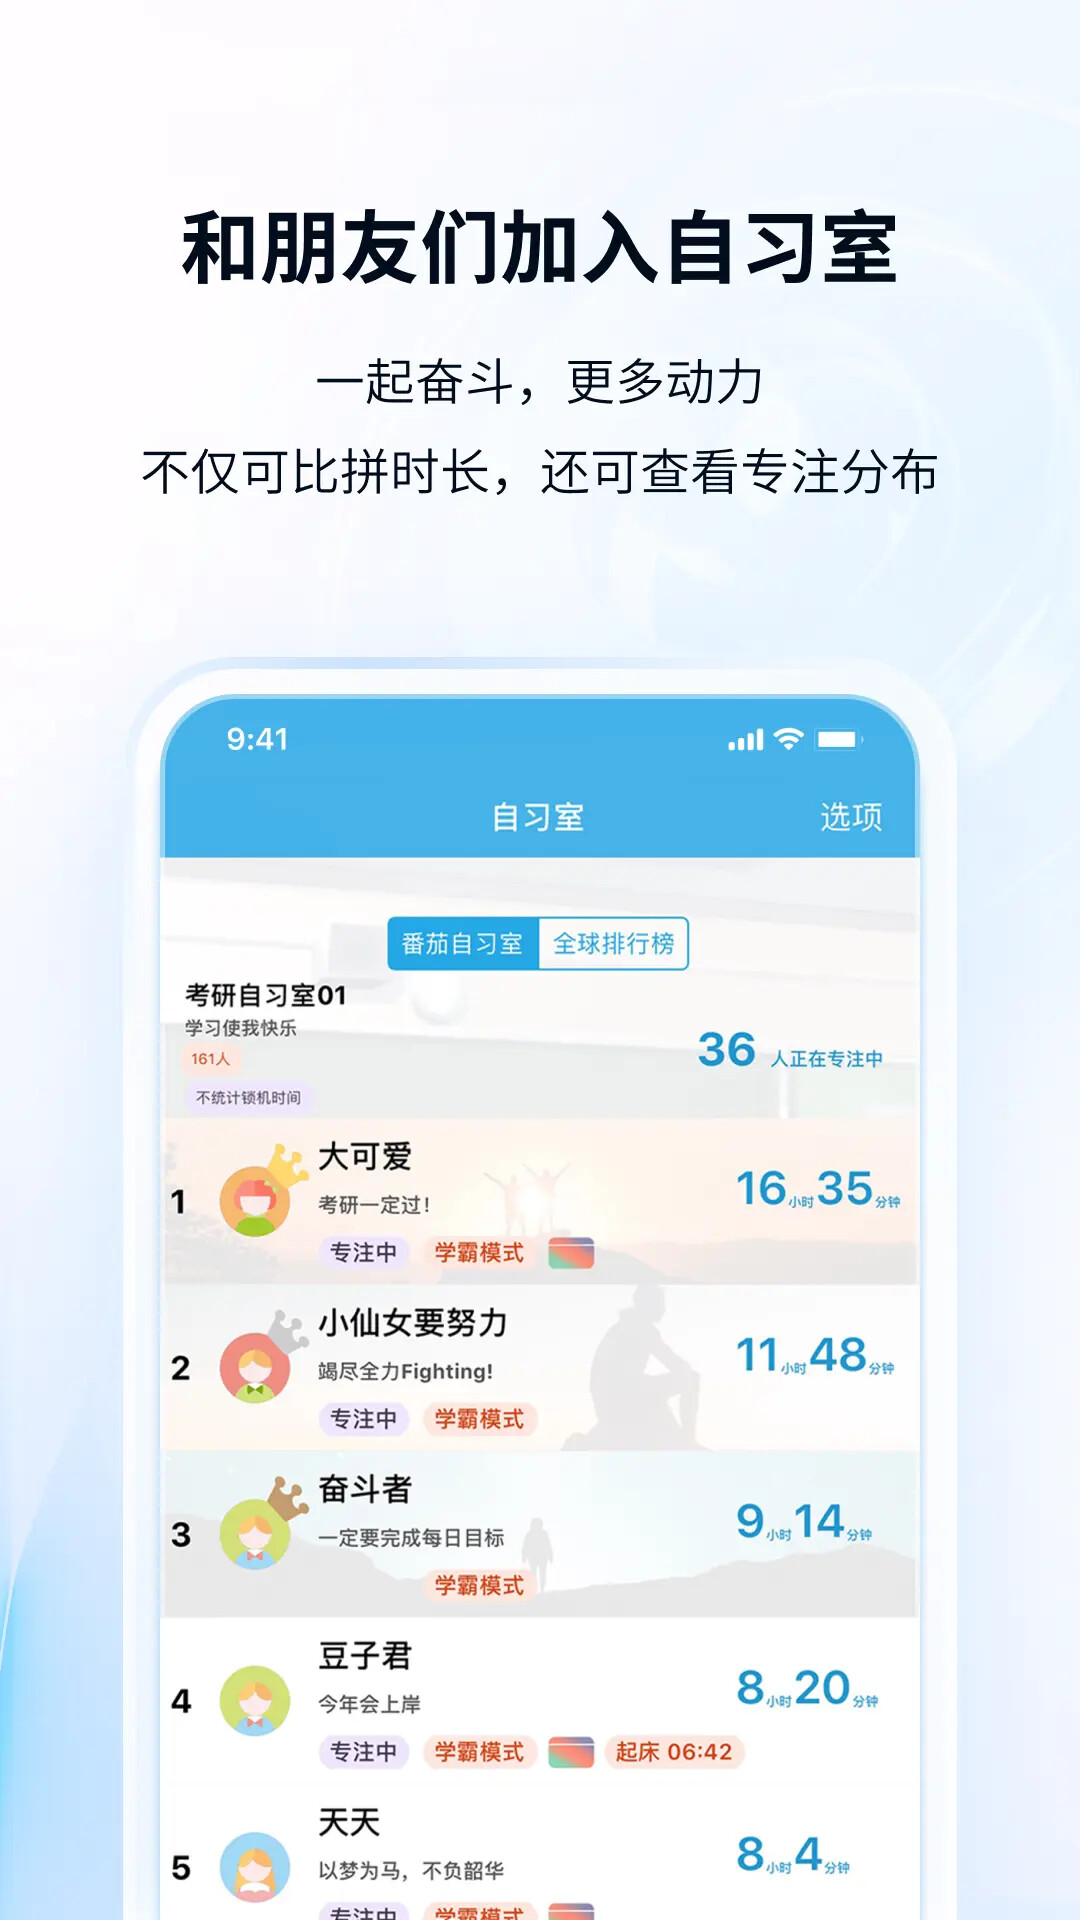 和朋友们加入自习室
一起奋斗，更多动力
不仅可比拼时长，还可查看专注分布
9:41
自习室 选项
番茄自习室 全球排行榜
考研自习室01
学习使我快乐
161人
36 人正在专注中
不统计锁机时间
大可爱
1 考研一定过！ 16小时35分钟
专注中 学霸模式
小仙女要努力
2 竭尽全力Fighting! 11小时48分钟
专注中 学霸模式
奋斗者
3 一定要完成每日目标 9小时14分钟
学霸模式
豆子君
4 今年会上岸 8小时20分钟
专注中 学霸模式 起床 06:42
天天
5 以梦为马，不负韶华 8小时4分钟
专注中 学霸模式